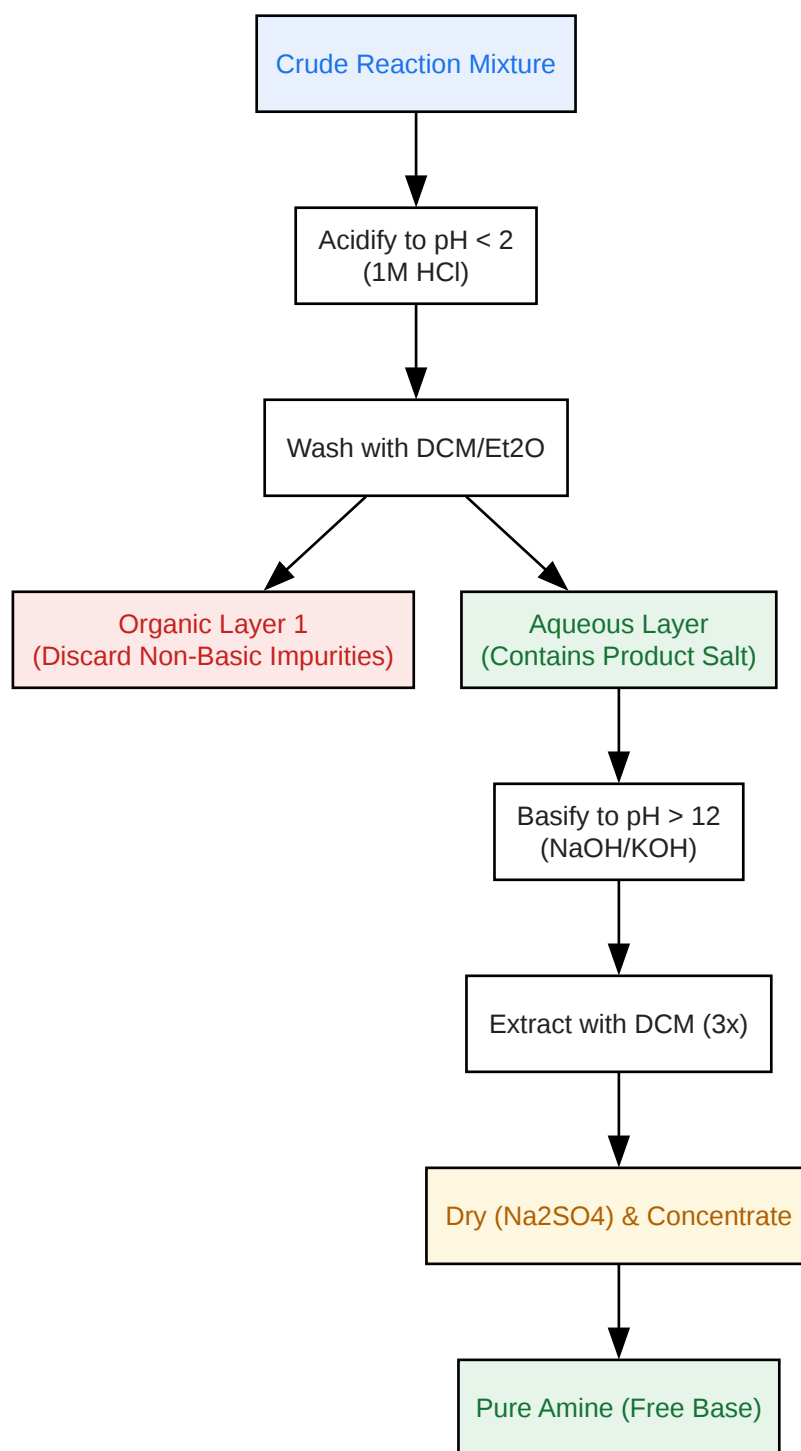 Crude Reaction Mixture
Acidify to pH < 2
(1M HCl)
Wash with DCM/Et2O
Organic Layer 1
(Discard Non-Basic Impurities)
Aqueous Layer
(Contains Product Salt)
Basify to pH > 12
(NaOH/KOH)
Extract with DCM (3x)
Dry (Na2SO4) & Concentrate
Pure Amine (Free Base)